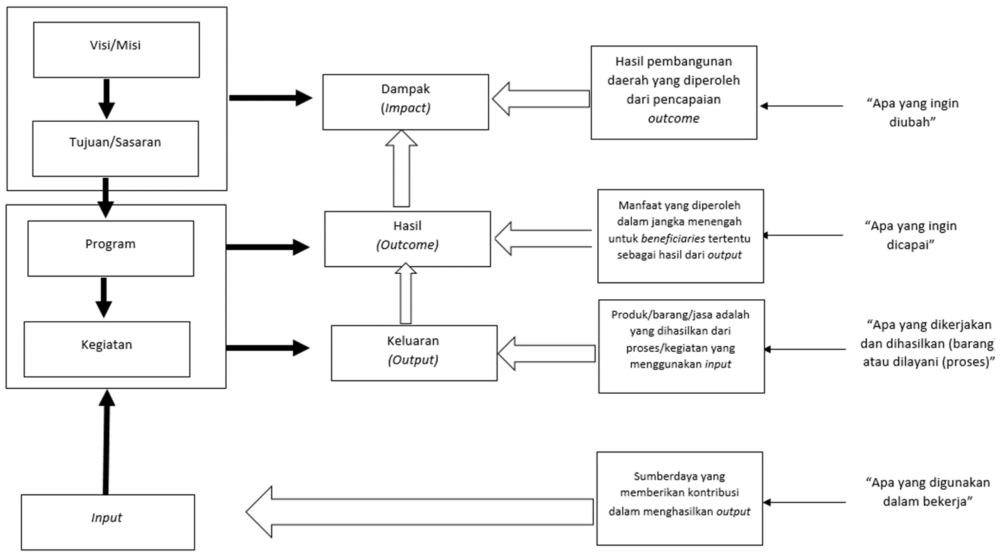 Visi/Misi
Tujuan/Sasaran
Program
Kegiatan
Input
Dampak
(Impact)
Hasil
(Outcome)
Keluaran
(Output)
Hasil pembangunan
daerah yang diperoleh
dari pencapaian
outcome
Manfaat yang diperoleh
dalam jangka menengah
untuk beneficiaries tertentu
sebagai hasil dari output
Produk/barang/jasa adalah
yang dihasilkan dari
proses/kegiatan yang
menggunakan input
Sumberdaya yang
memberikan kontribusi
dalam menghasilkan output
“Apa yang ingin
diubah”
“Apa yang ingin
dicapai”
“Apa yang dikerjakan
dan dihasilkan (barang)
atau dilayani (proses)”
“Apa yang digunakan
dalam bekerja”